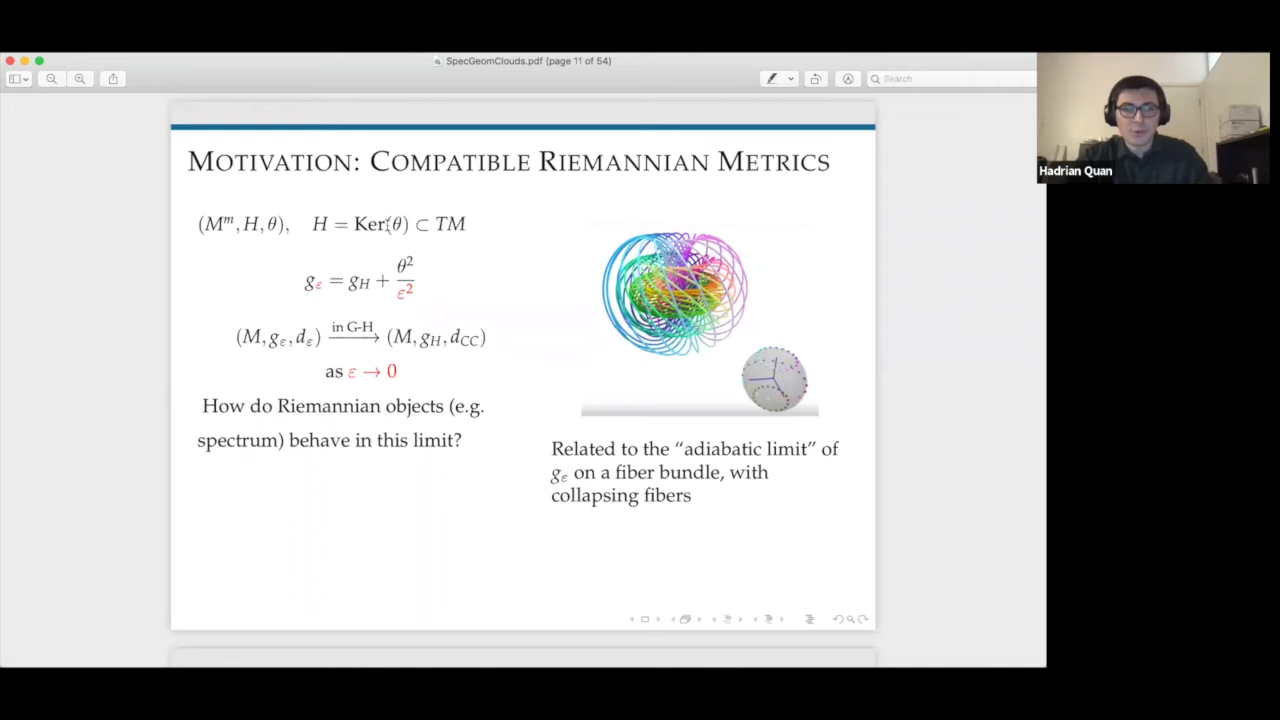 SpecGeomClouds.pdf (page 11 of 54)
Search
Hadrian Quan
MOTIVATION: COMPATIBLE RIEMANNIAN METRICS
(Mᵐ, H, θ),   H = Ker(θ) ⊂ TM
g_ε = g_H + θ²/ε²
(M, g_ε, d_ε) —in G-H→ (M, g_H, d_CC)
as ε → 0
How do Riemannian objects (e.g.
spectrum) behave in this limit?
Related to the “adiabatic limit” of
g_ε on a fiber bundle, with
collapsing fibers